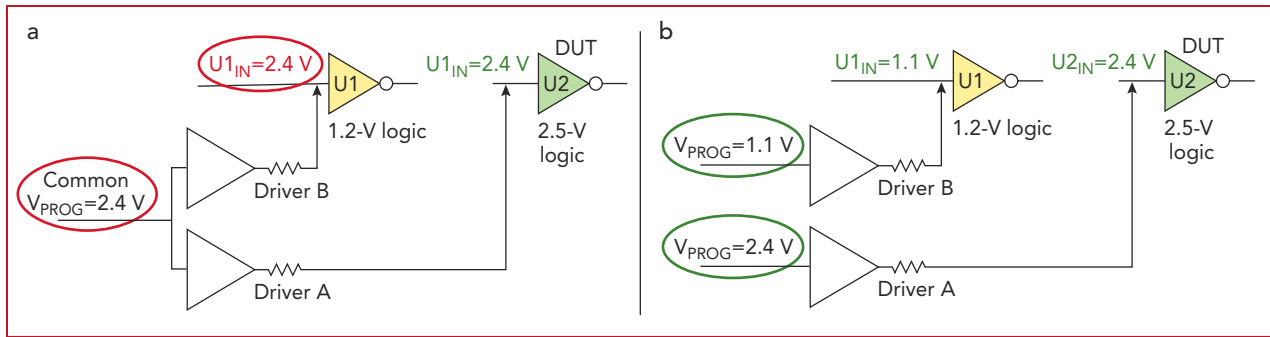 a
U1IN=2.4 V
U1
1.2-V logic
U1IN=2.4 V
DUT
U2
2.5-V
logic
Common
VPROG=2.4 V
Driver B
Driver A
b
U1IN=1.1 V
U1
1.2-V logic
U2IN=2.4 V
DUT
U2
2.5-V
logic
VPROG=1.1 V
Driver B
VPROG=2.4 V
Driver A